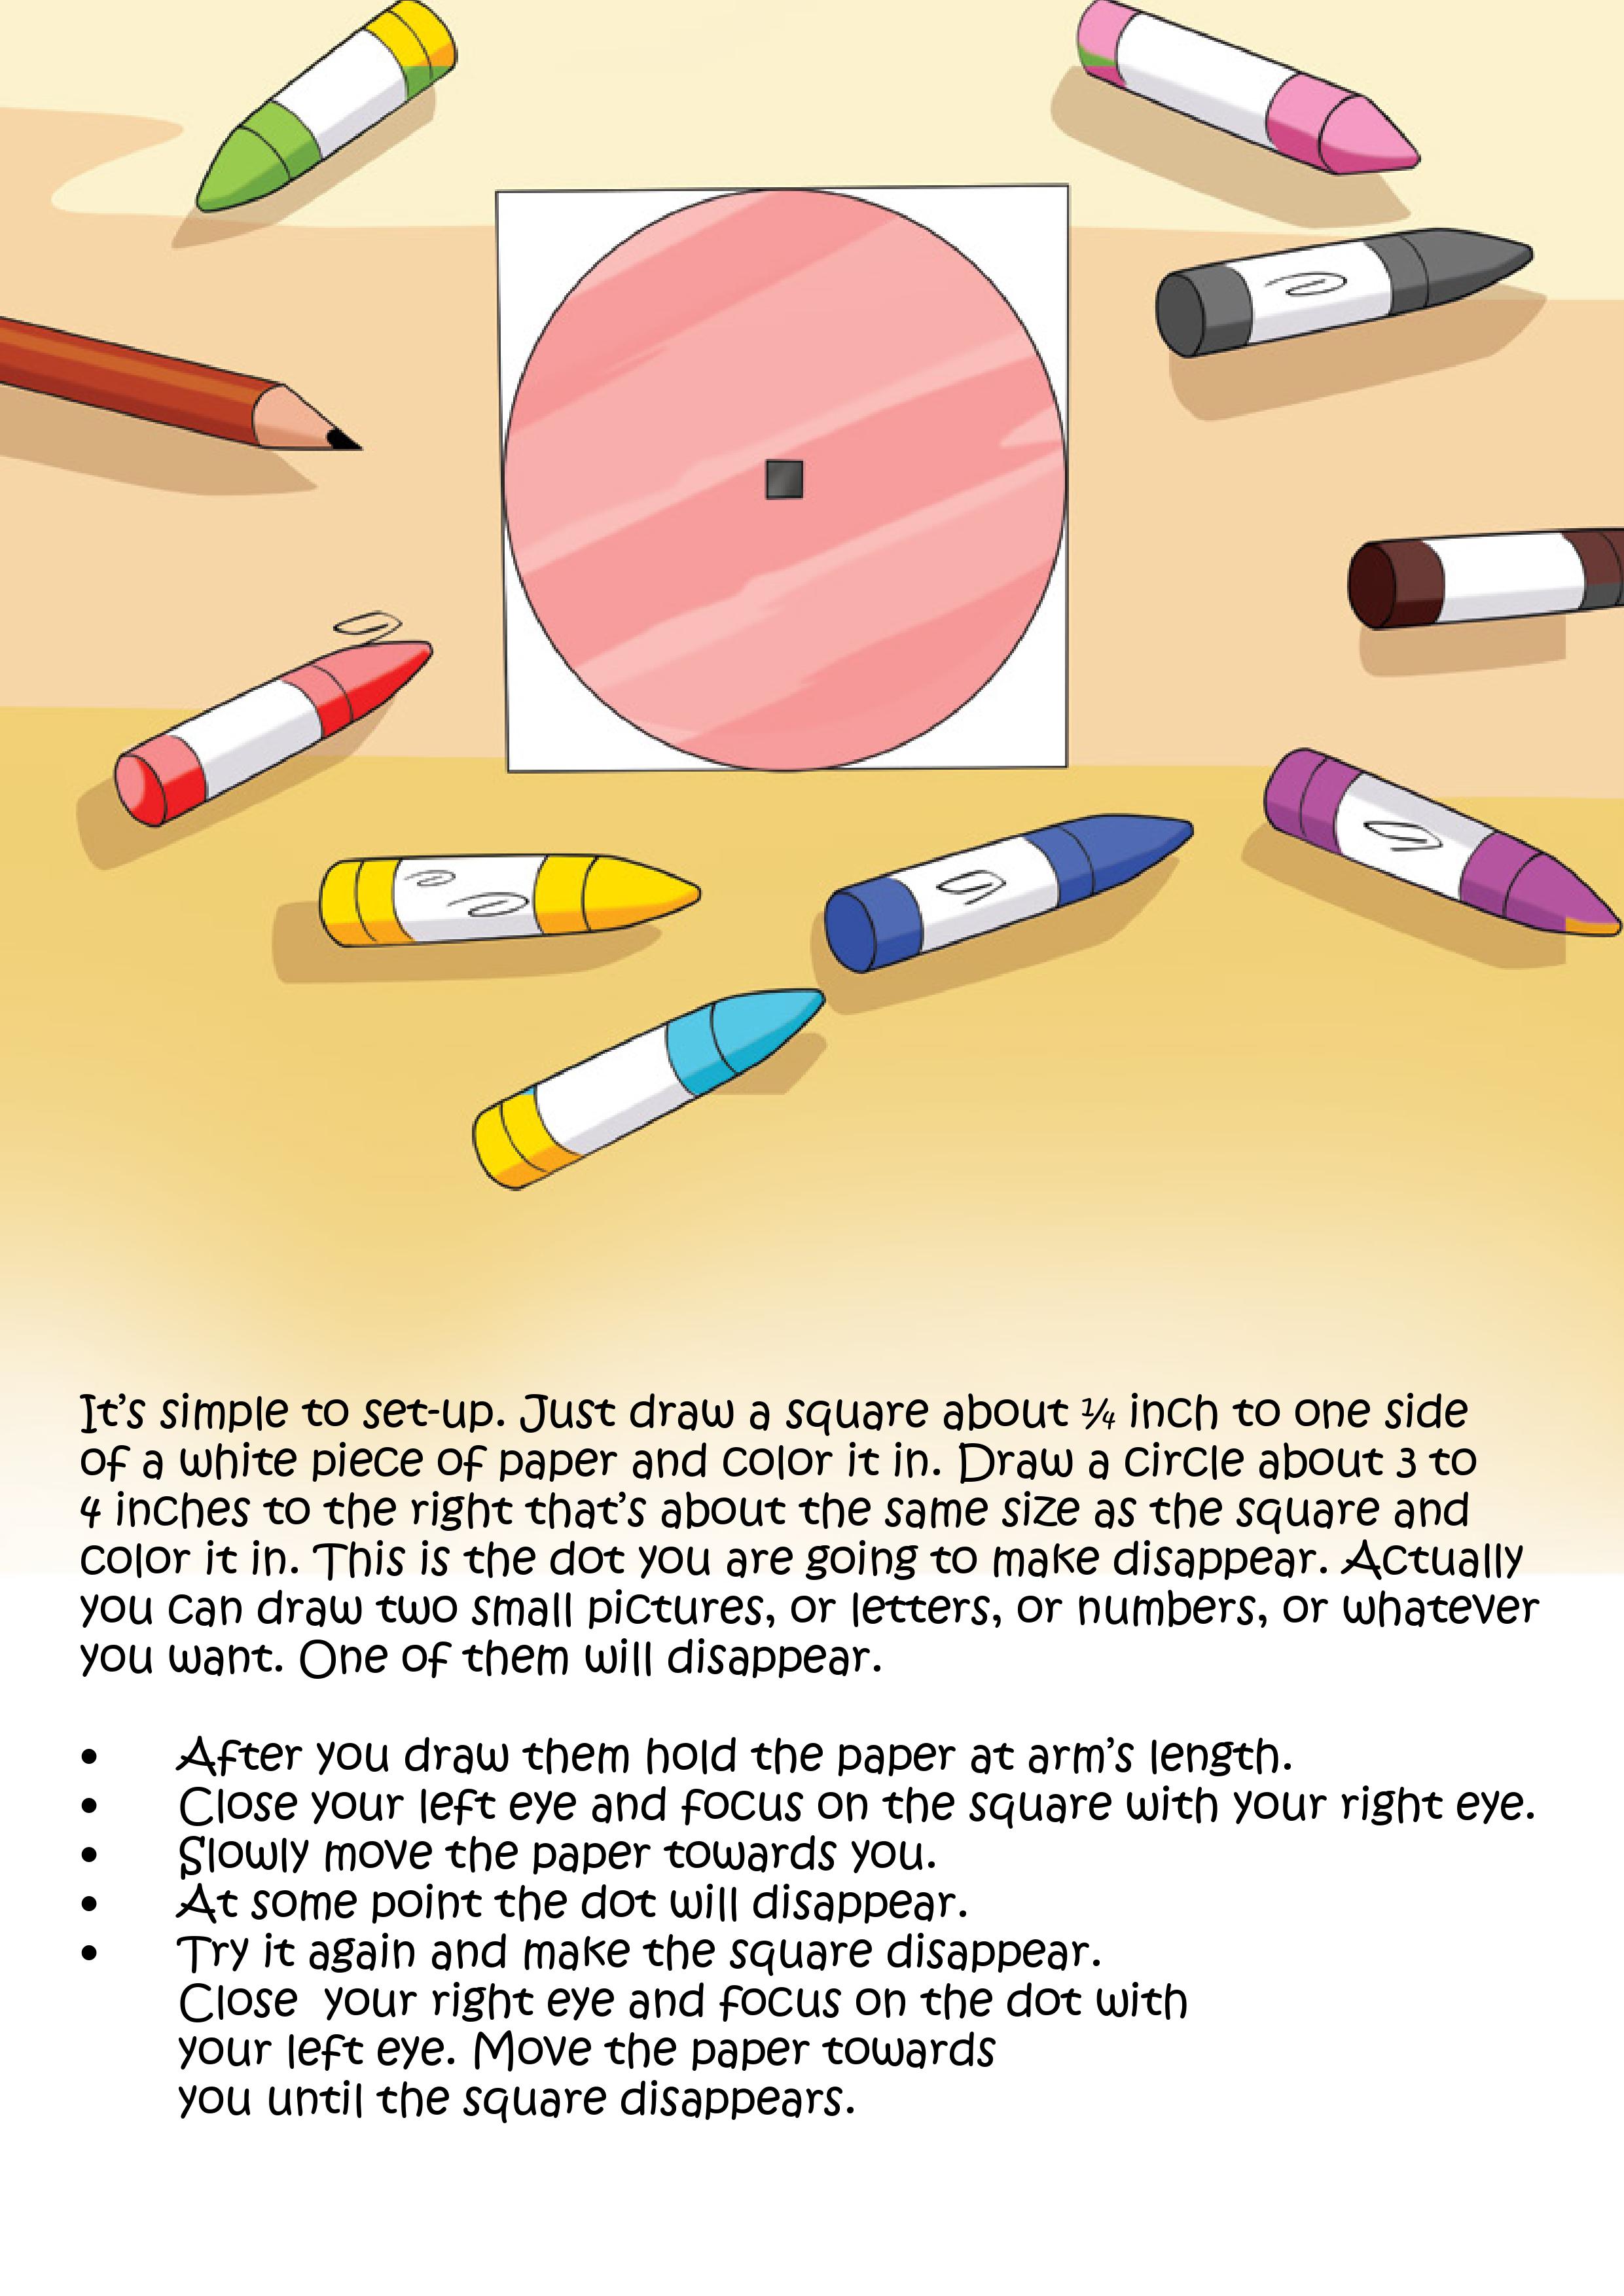 It's simple to set-up. Just draw a square about ¼ inch to one side
of a white piece of paper and color it in. Draw a circle about 3 to
4 inches to the right that's about the same size as the square and
color it in. This is the dot you are going to make disappear. Actually
you can draw two small pictures, or letters, or numbers, or whatever
you want. One of them will disappear.
• After you draw them hold the paper at arm's length.
• Close your left eye and focus on the square with your right eye.
• Slowly move the paper towards you.
• At some point the dot will disappear.
• Try it again and make the square disappear.
Close your right eye and focus on the dot with
your left eye. Move the paper towards
you until the square disappears.